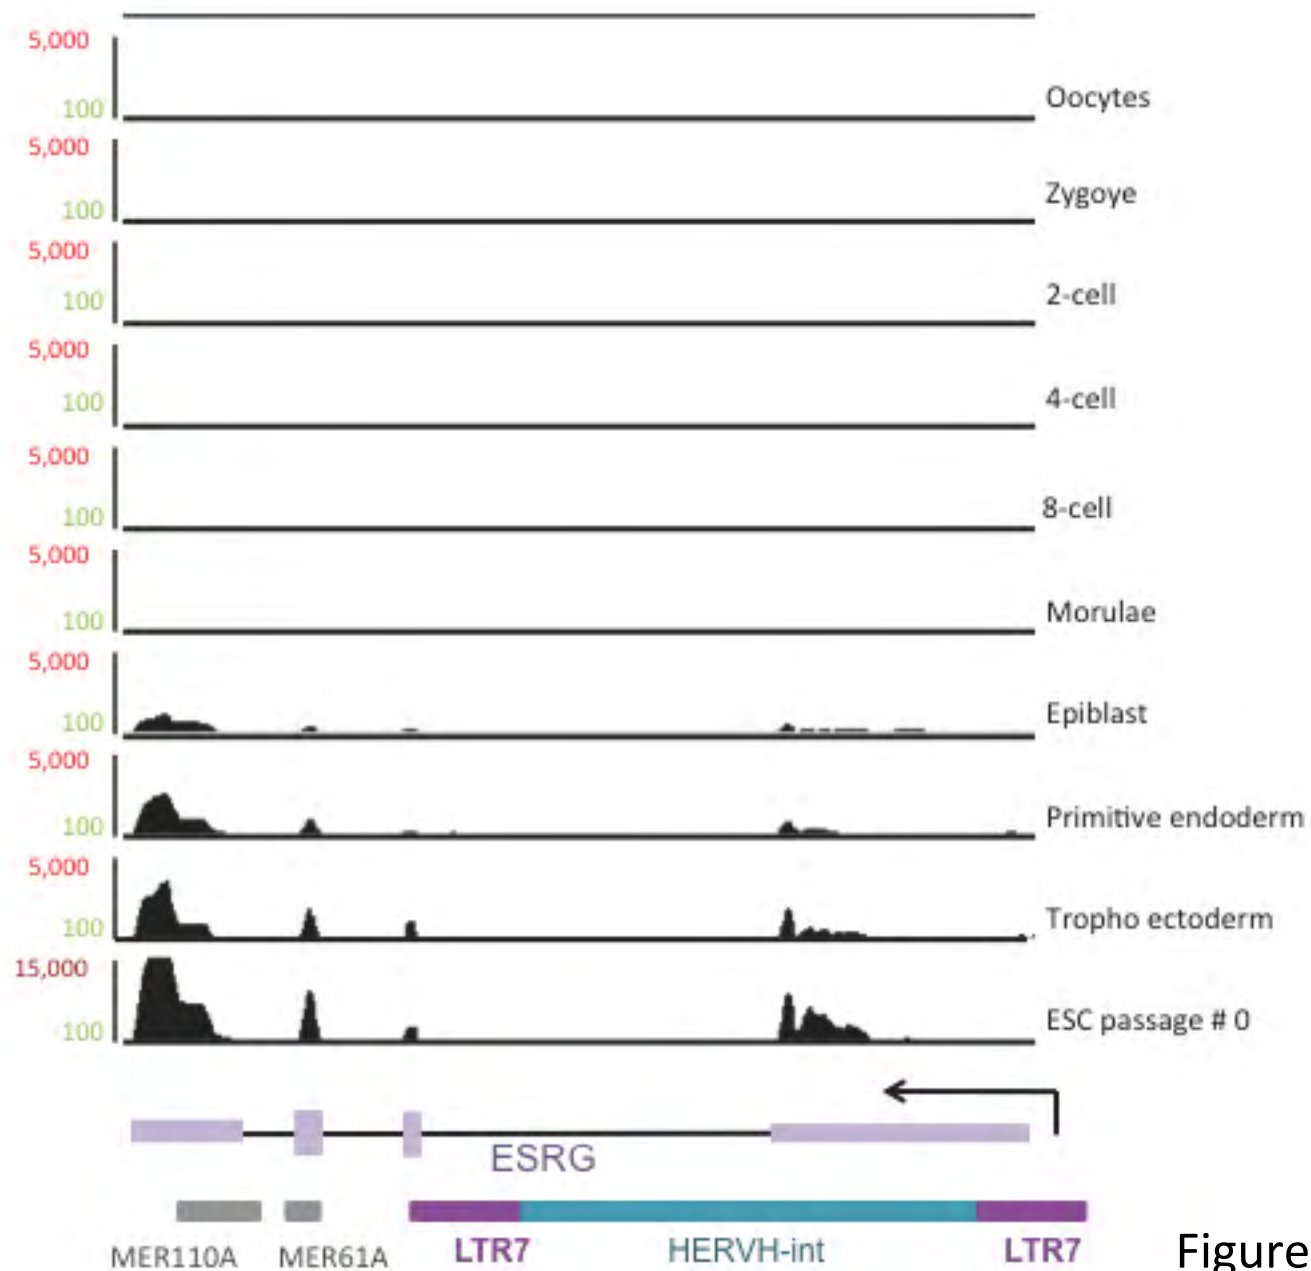 5,000
100
Oocytes
5,000
100
Zygoye
5,000
100
2-cell
5,000
100
4-cell
5,000
100
8-cell
5,000
100
Morulae
5,000
100
Epiblast
5,000
100
Primitive endoderm
5,000
100
Tropho ectoderm
15,000
100
ESC passage # 0
ESRG
MER110A MER61A LTR7 HERVH-int LTR7
Figure